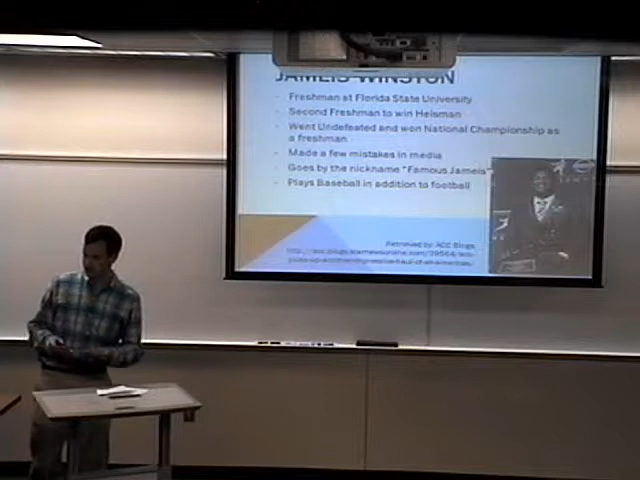 JAMEIS WINSTON
Freshman at Florida State University
Second Freshman to win Heisman
Went Undefeated and won National Championship as
a freshman
Made a few mistakes in media
Goes by the nickname "Famous Jameis"
Plays Baseball in addition to football
Retrieved by: ACC Blogs